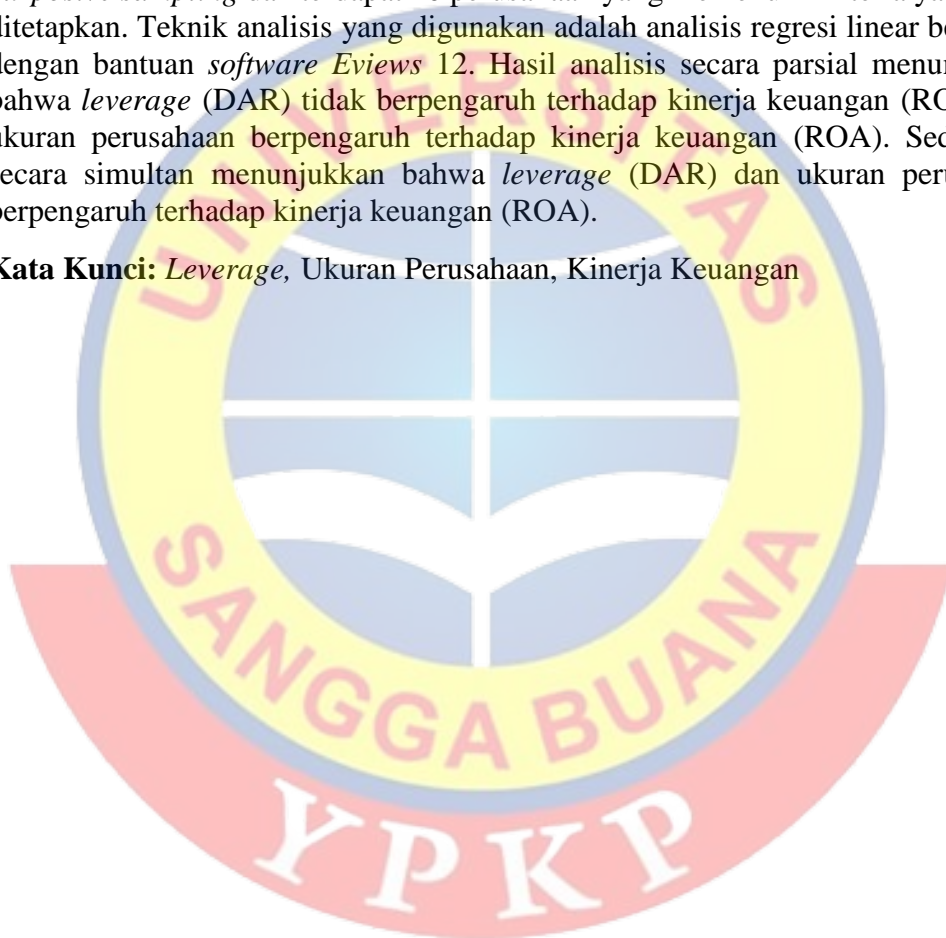 ditetapkan. Teknik analisis yang digunakan adalah analisis regresi linear be
dengan bantuan software Eviews 12. Hasil analisis secara parsial menun
bahwa leverage (DAR) tidak berpengaruh terhadap kinerja keuangan (RO
ukuran perusahaan berpengaruh terhadap kinerja keuangan (ROA). Sed
secara simultan menunjukkan bahwa leverage (DAR) dan ukuran peru
berpengaruh terhadap kinerja keuangan (ROA).
Kata Kunci: Leverage, Ukuran Perusahaan, Kinerja Keuangan
UNIVERSITAS
SANGGA BUANA
YPKP